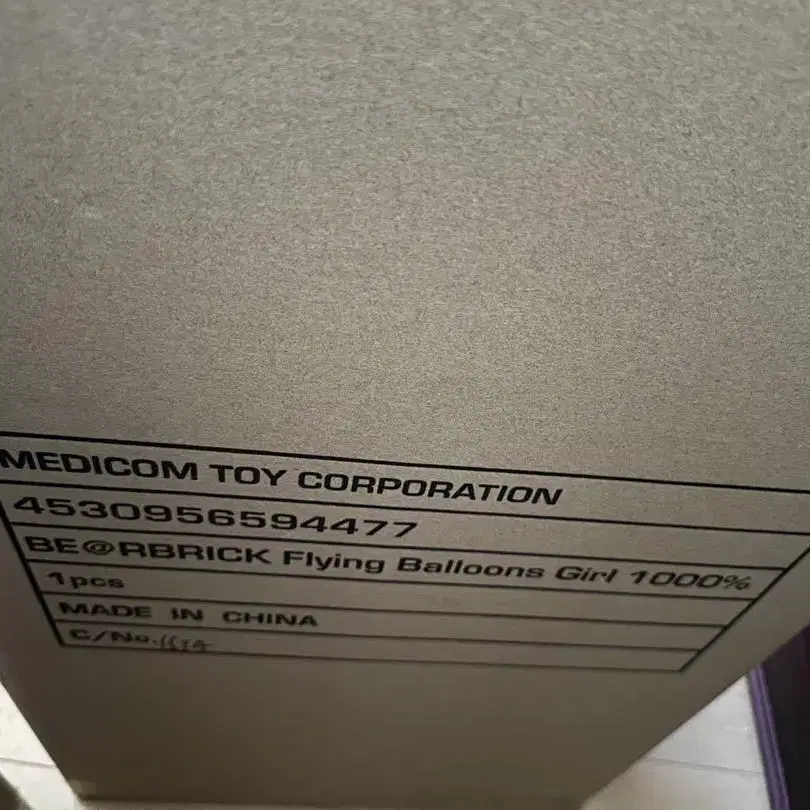 MEDICOM TOY CORPORATION
4530956594477
BE@RBRICK Flying Balloons Girl 1000%
1pcs
MADE IN CHINA
C/No.